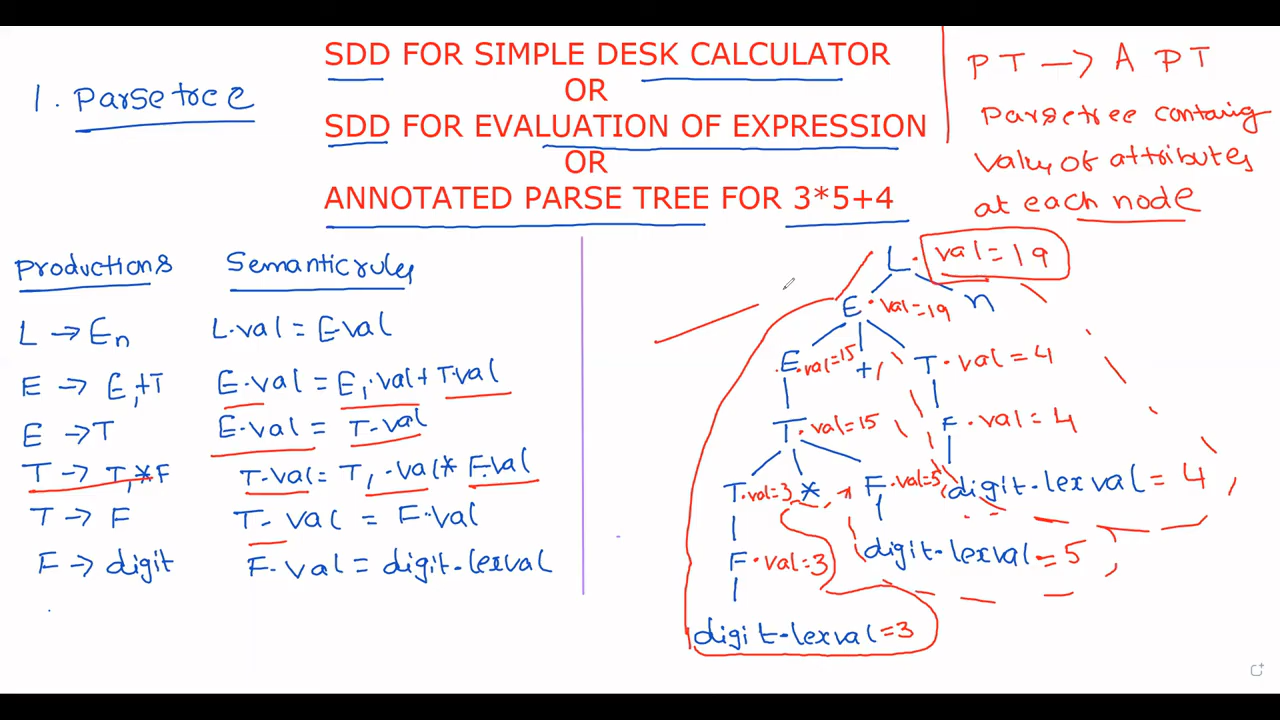 1. Parsetree
SDD FOR SIMPLE DESK CALCULATOR
OR
SDD FOR EVALUATION OF EXPRESSION
OR
ANNOTATED PARSE TREE FOR 3*5+4
PT → A PT
Parsetree containig
Value of attributes
at each node
Productions Semantic rules
L → En L.val = E.val
E → E1+T E.val = E1.val + T.val
E → T E.val = T.val
T → T1*F T.val = T1.val * F.val
T → F T.val = F.val
F → digit F.val = digit.lexval
L. val = 19
E.val=19 n
E.val=15 + T.val=4
T.val=15 F.val=4
T.val=3 * F.val=5 digit.lexval = 4
F.val=3 digit.lexval = 5
digit.lexval=3